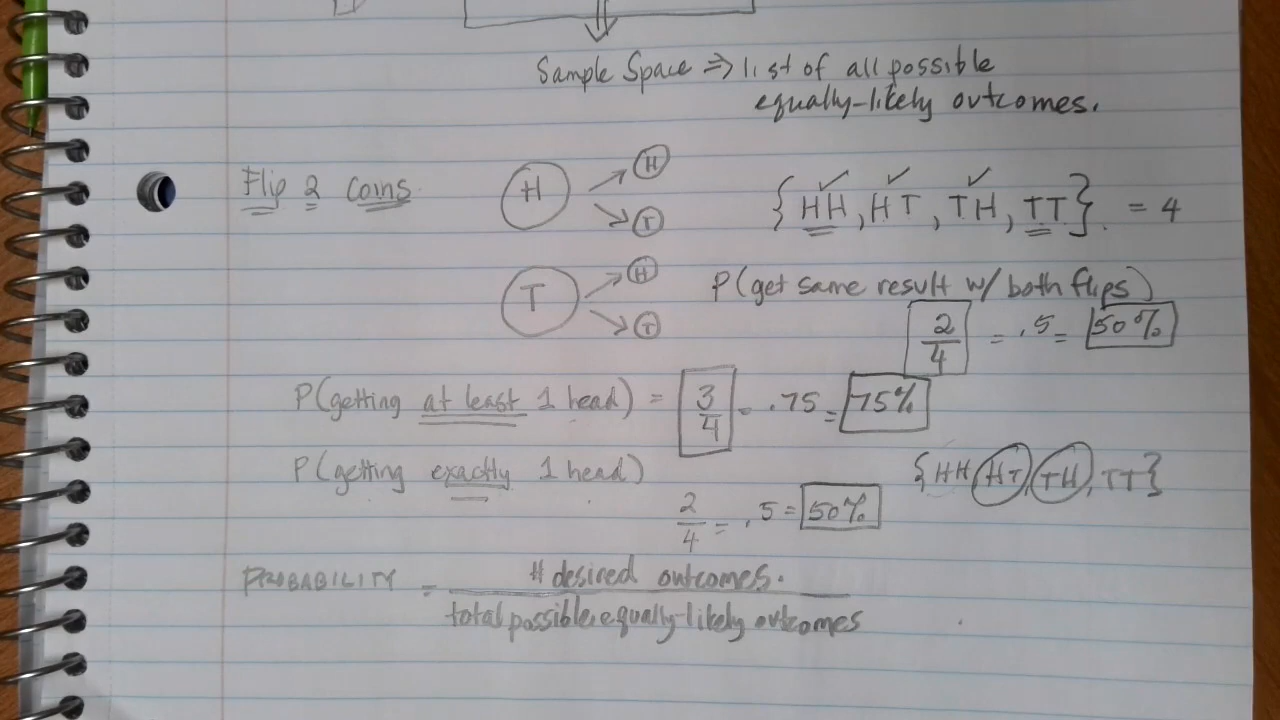 Sample Space ⇒ list of all possible
equally-likely outcomes.
Flip 2 Coins
H → H
→ T
{HH, HT, TH, TT} = 4
T → H
→ T
P(get same result w/ both flips)
2/4 = .5 = 50%
P(getting at least 1 head) = 3/4 = .75 = 75%
P(getting exactly 1 head)
{HH, HT, TH, TT}
2/4 = .5 = 50%
PROBABILITY = # desired outcomes.
total possible, equally-likely outcomes